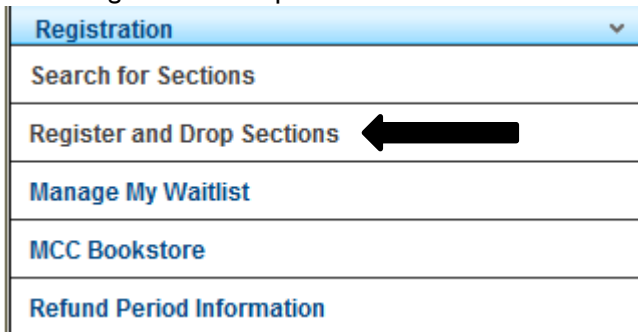 Registration
Search for Sections
Register and Drop Sections
Manage My Waitlist
MCC Bookstore
Refund Period Information